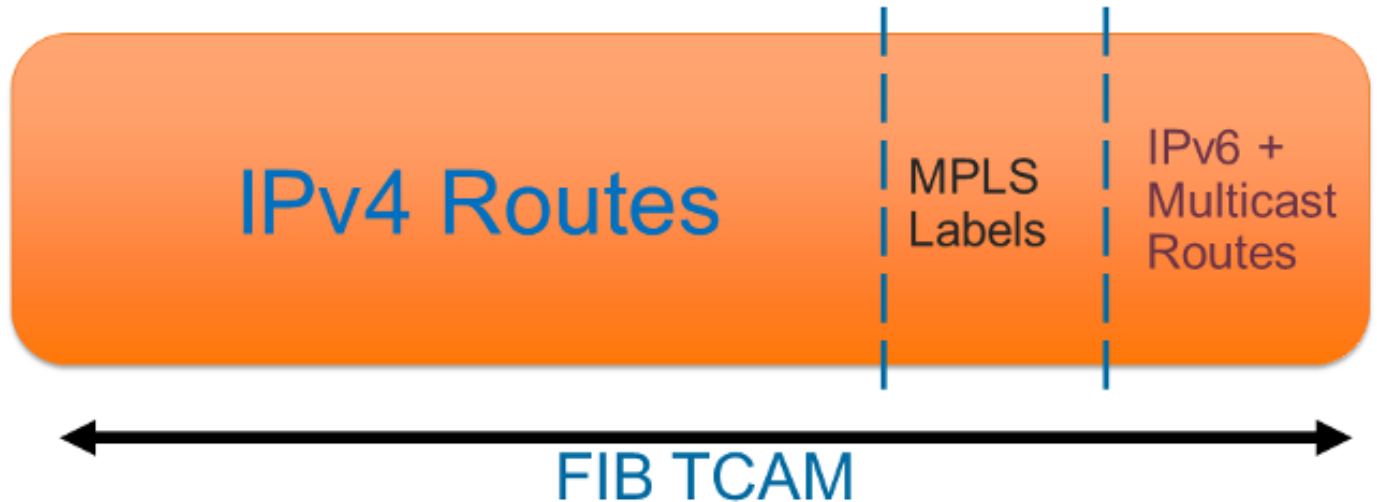 IPv4 Routes
MPLS
Labels
IPv6 +
Multicast
Routes
FIB TCAM